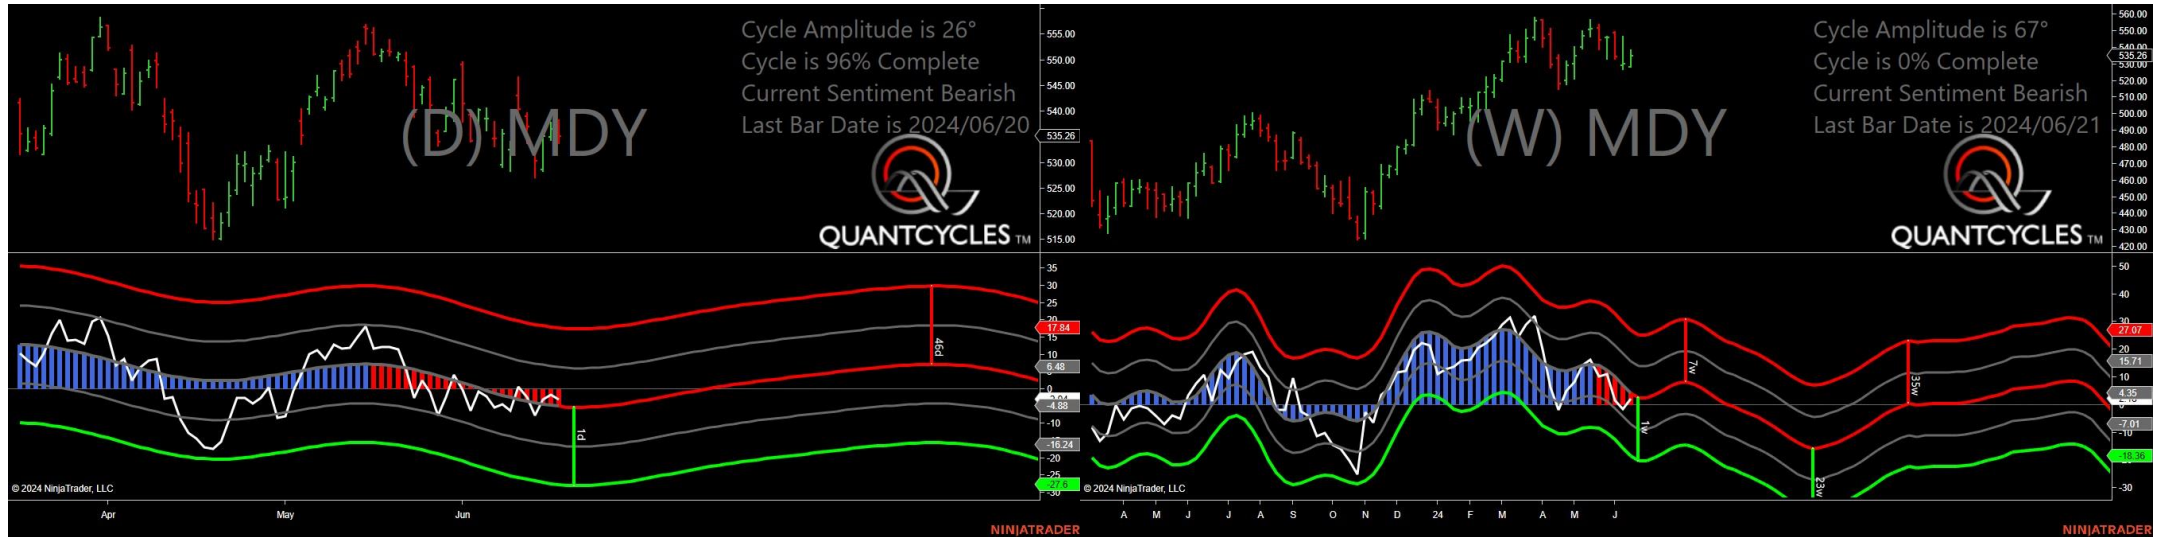 Cycle Amplitude is 26°
Cycle is 96% Complete
Current Sentiment Bearish
Last Bar Date is 2024/06/20
(D) MDY
QUANTCYCLES TM
555.00
550.00
545.00
540.00
535.26
530.00
525.00
520.00
515.00
35
30
25
20
17.84
15
10
6.48
5
0
-4.88
-10
-16.24
-20
-25
-27.6
-30
46d
1d
© 2024 NinjaTrader, LLC
Apr May Jun
NINJATRADER
Cycle Amplitude is 67°
Cycle is 0% Complete
Current Sentiment Bearish
Last Bar Date is 2024/06/21
(W) MDY
QUANTCYCLES TM
560.00
550.00
540.00
535.26
530.00
520.00
510.00
500.00
490.00
480.00
470.00
460.00
450.00
440.00
430.00
420.00
50
40
30
27.07
20
15.71
10
4.35
-7.01
-10
-18.36
-30
7w
35w
1w
23w
© 2024 NinjaTrader, LLC
A M J J A S O N D 24 F M A M J
NINJATRADER